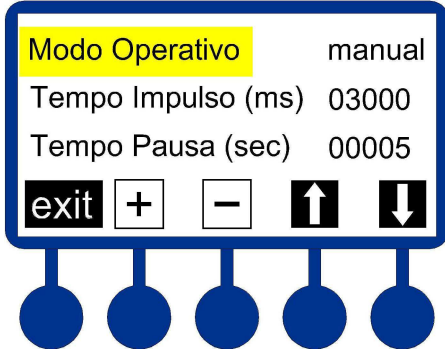 Modo Operativo manual
Tempo Impulso (ms) 03000
Tempo Pausa (sec) 00005
exit + − ↑ ↓